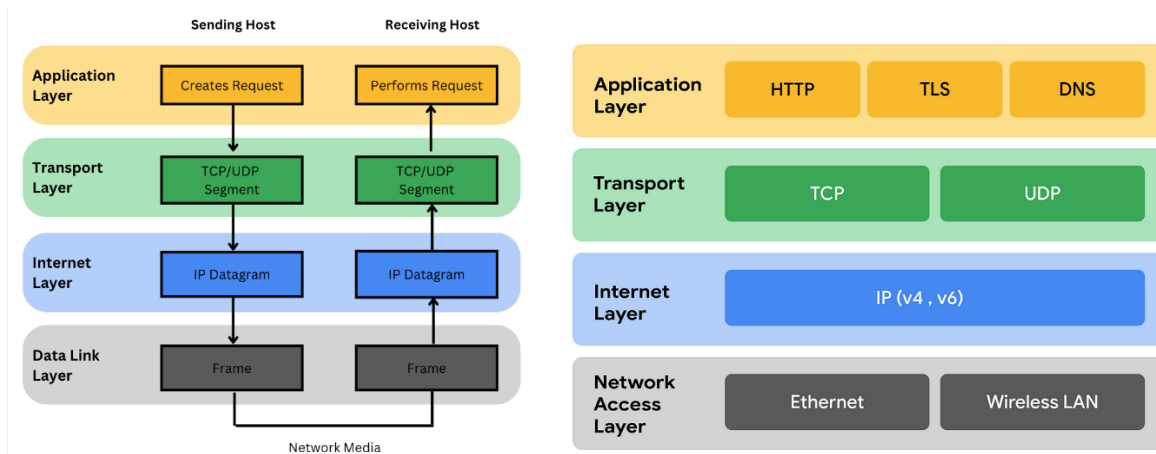 Sending Host
Receiving Host
Application
Layer
Creates Request
Performs Request
Transport
Layer
TCP/UDP
Segment
TCP/UDP
Segment
Internet
Layer
IP Datagram
IP Datagram
Data Link
Layer
Frame
Frame
Network Media
Application
Layer
HTTP
TLS
DNS
Transport
Layer
TCP
UDP
Internet
Layer
IP (v4 , v6)
Network
Access
Layer
Ethernet
Wireless LAN